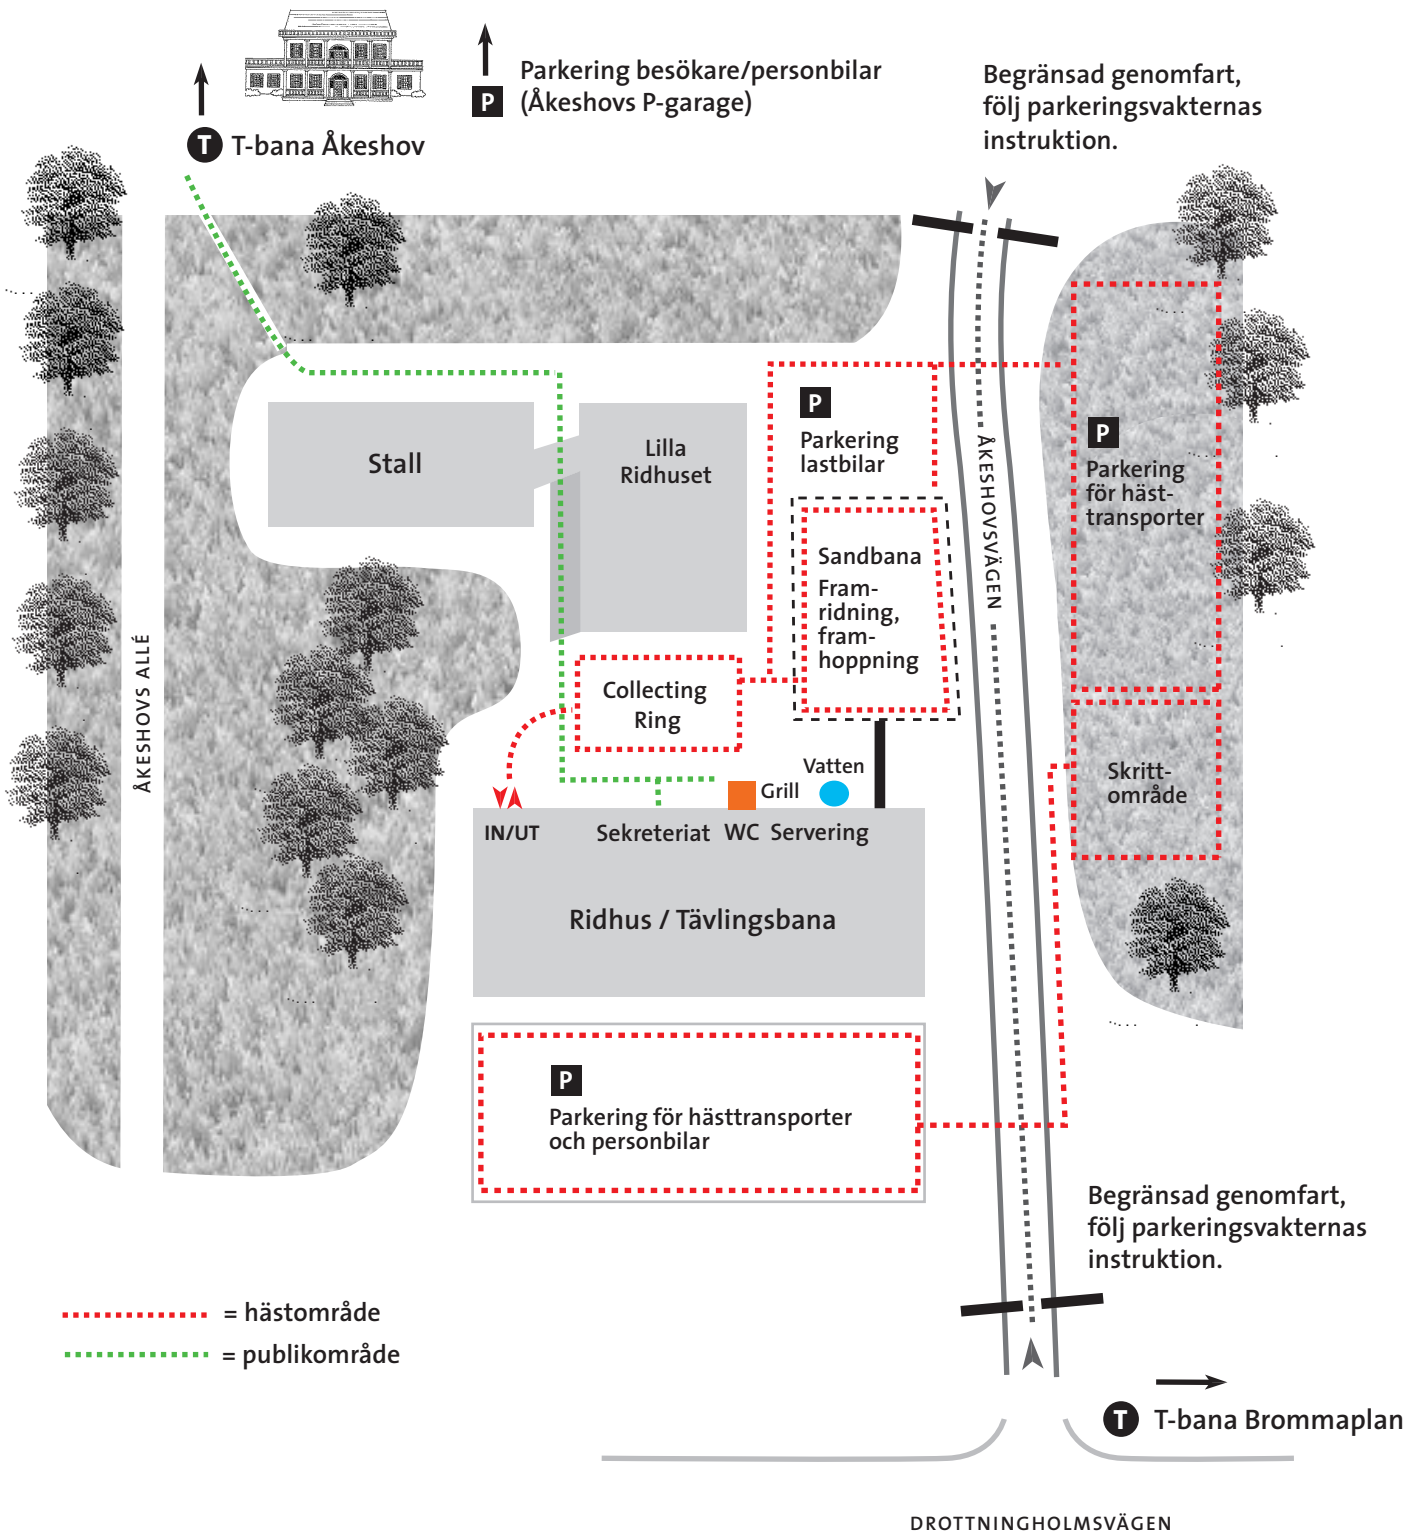 P
Parkering besökare/personbilar
(Åkeshovs P-garage)
T
T-bana Åkeshov
Begränsad genomfart,
följ parkeringsvakternas
instruktion.
Stall
Lilla
Ridhuset
P
Parkering
lastbilar
P
Parkering
för häst-
transporter
ÅKESHOVSVÄGEN
Sandbana
Fram-
ridning,
fram-
hoppning
Collecting
Ring
ÅKESHOVS ALLÉ
Skritt-
område
Vatten
Grill
IN/UT
Sekreteriat
WC
Servering
Ridhus / Tävlingsbana
P
Parkering för hästtransporter
och personbilar
Begränsad genomfart,
följ parkeringsvakternas
instruktion.
= hästområde
= publikområde
T
T-bana Brommaplan
DROTTNINGHOLMSVÄGEN